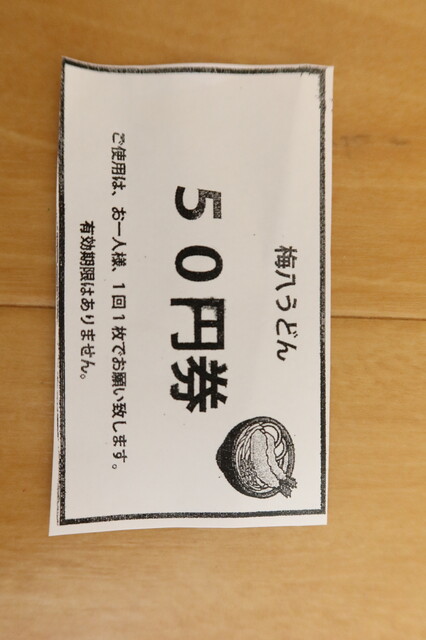 梅八うどん
５０円券
ご使用は、お一人様、１回１枚でお願い致します。
有効期限はありません。